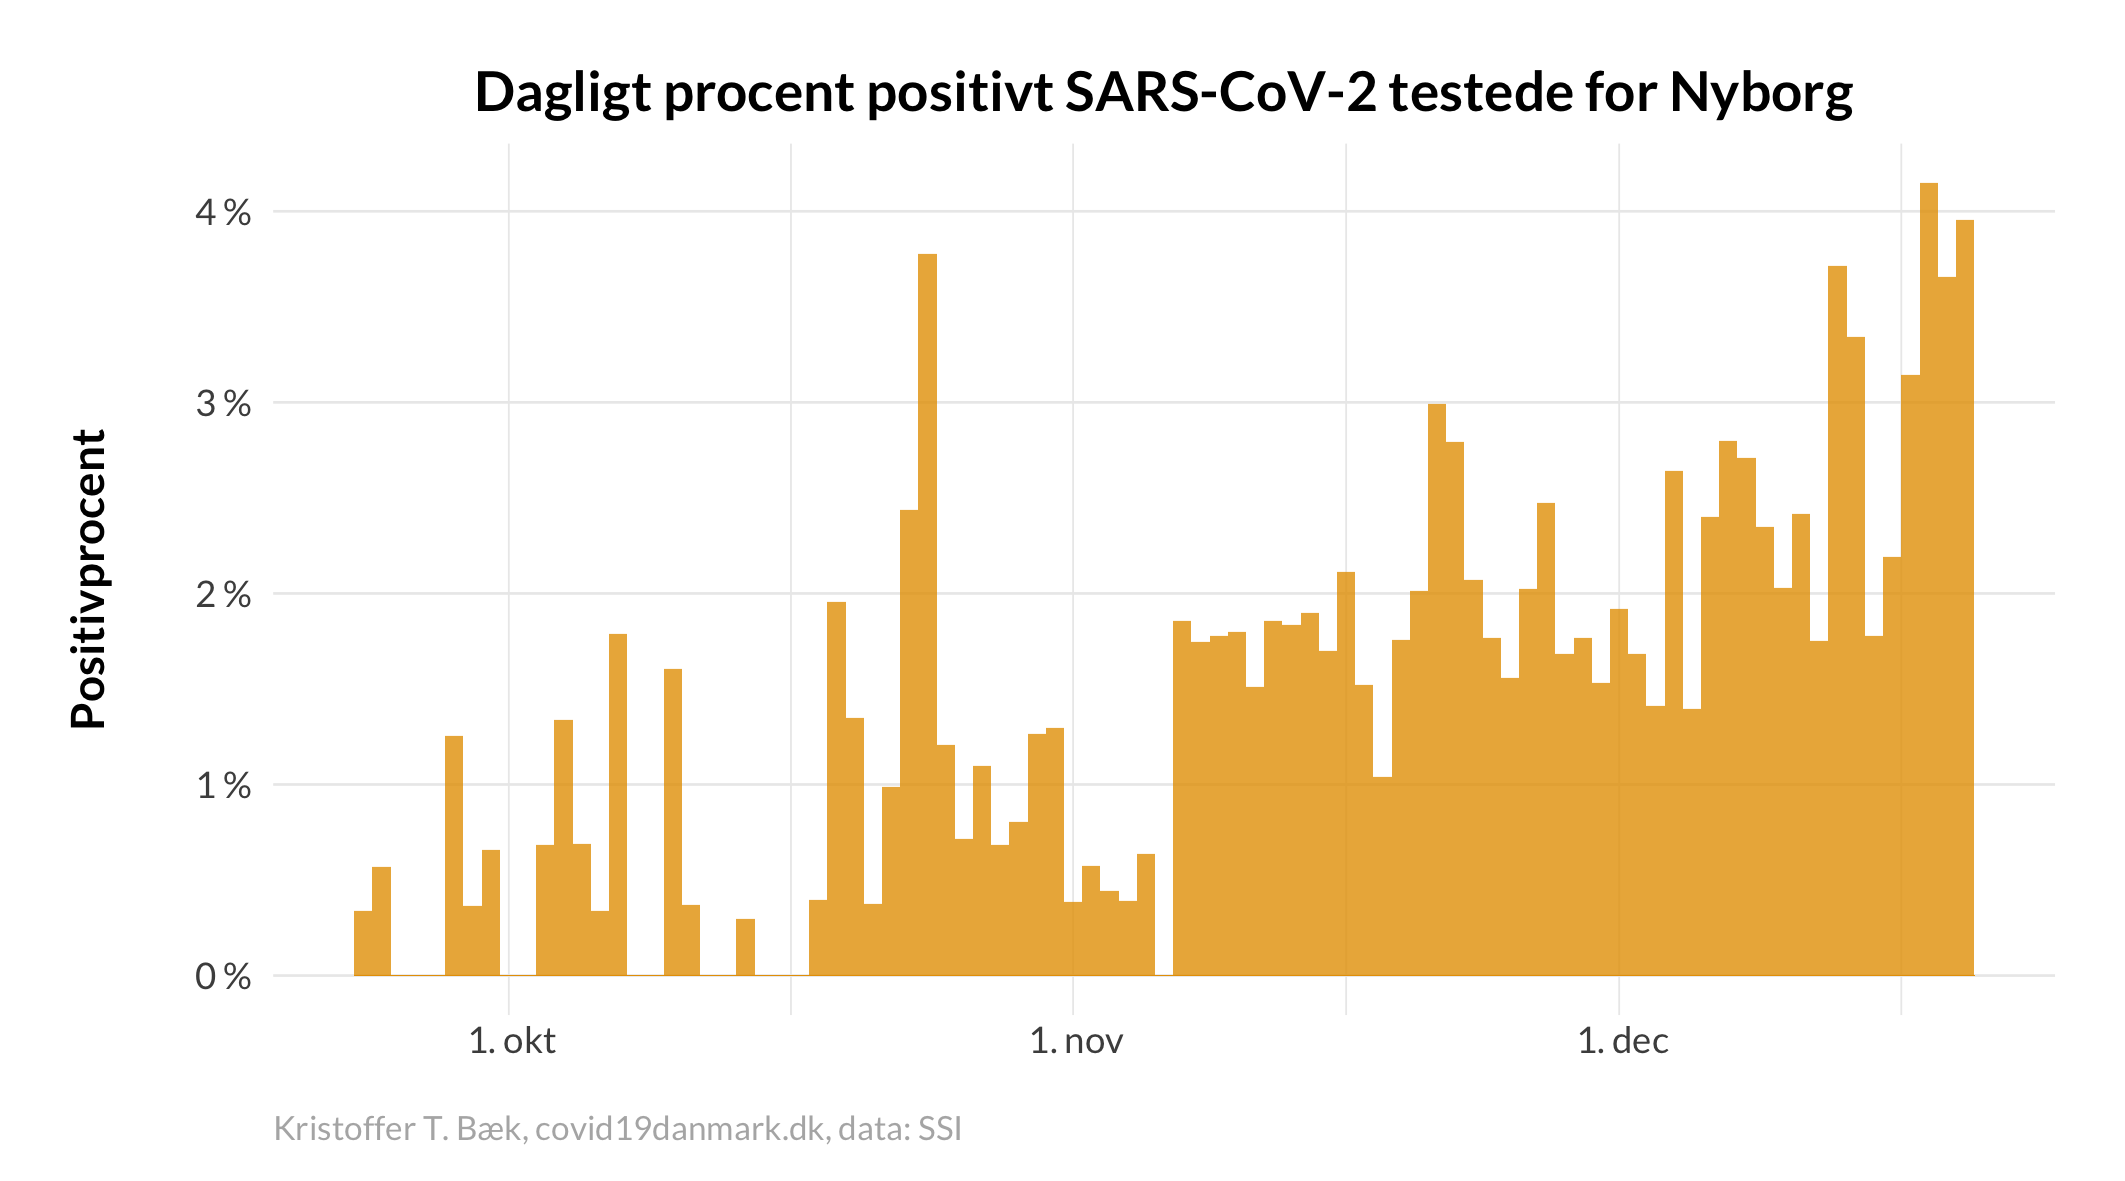 Dagligt procent positivt SARS-CoV-2 testede for Nyborg
Positivprocent
4 %
3 %
2 %
1 %
0 %
1. okt
1. nov
1. dec
Kristoffer T. Bæk, covid19danmark.dk, data: SSI